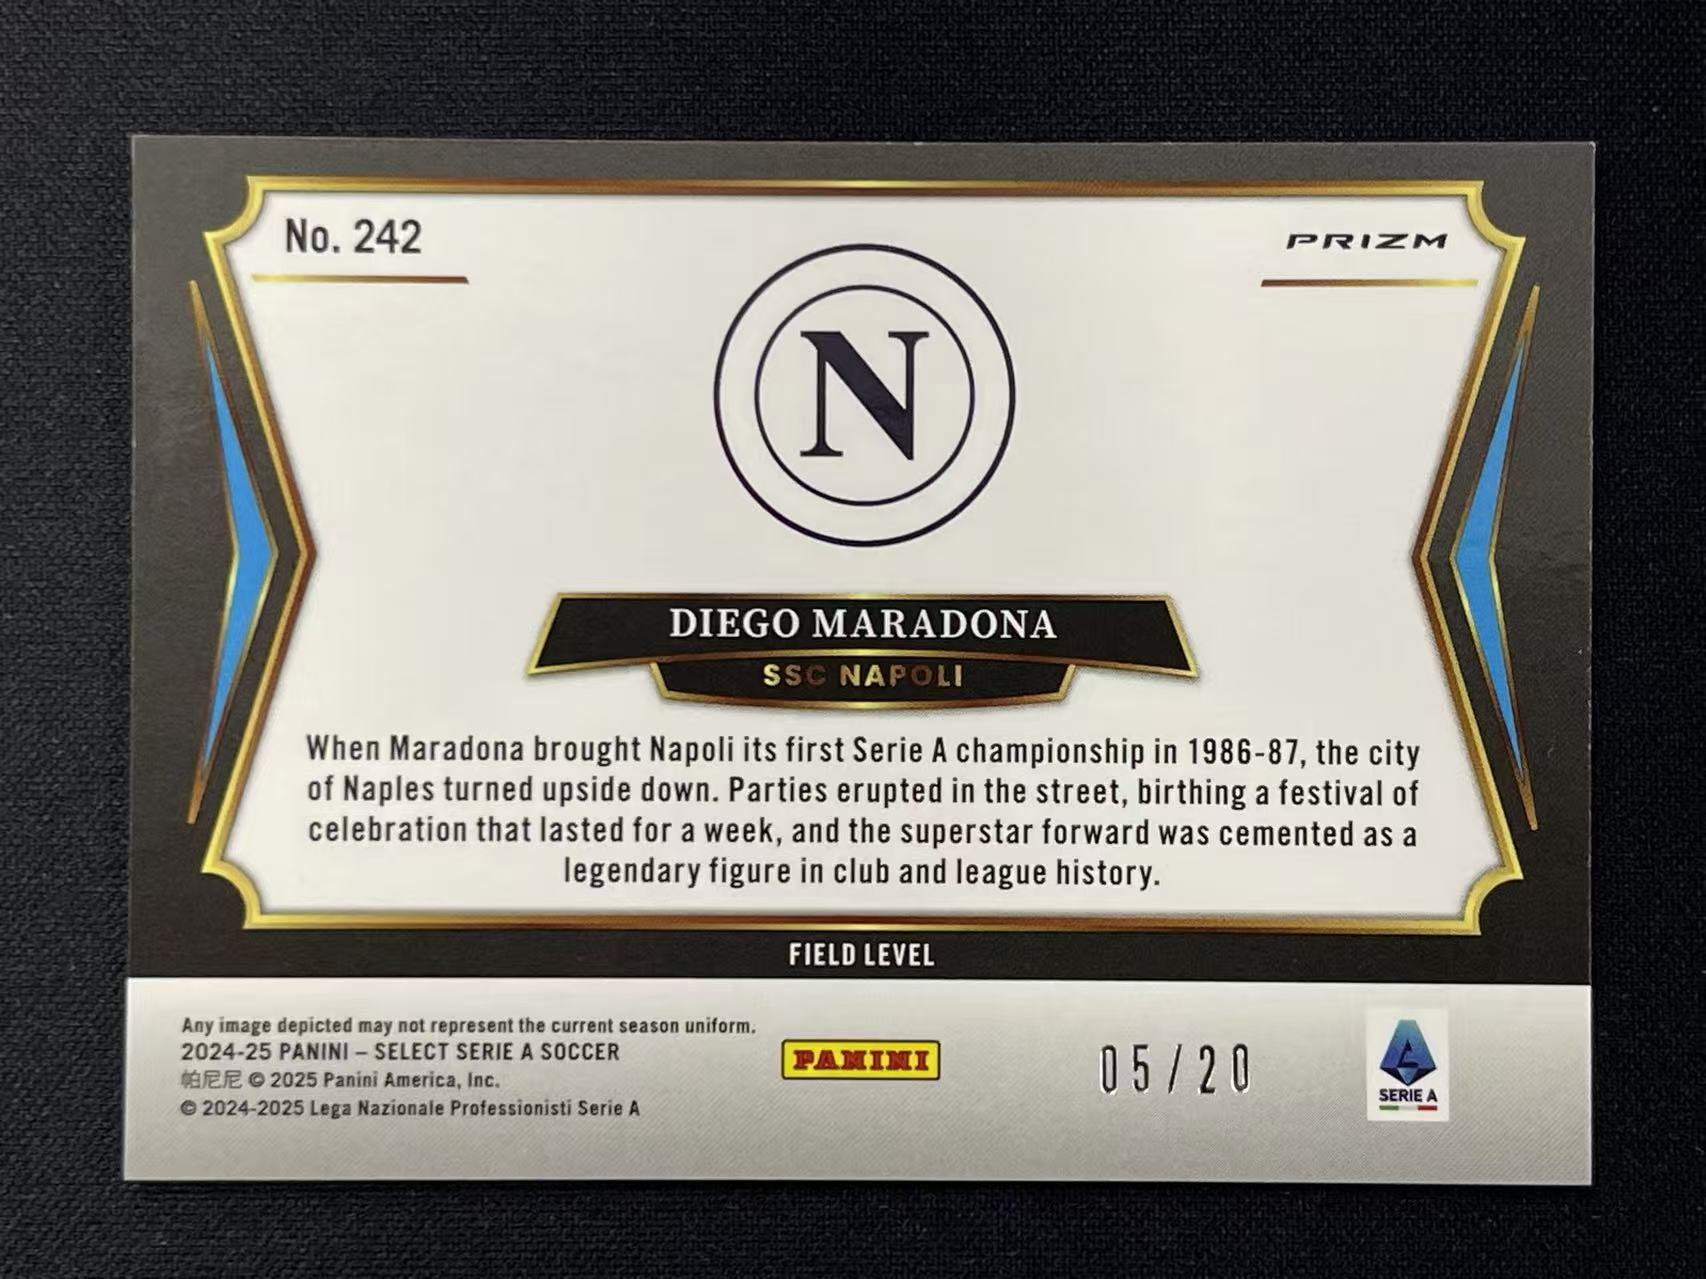 No. 242
PRIZM
N
DIEGO MARADONA
SSC NAPOLI
When Maradona brought Napoli its first Serie A championship in 1986-87, the city
of Naples turned upside down. Parties erupted in the street, birthing a festival of
celebration that lasted for a week, and the superstar forward was cemented as a
legendary figure in club and league history.
FIELD LEVEL
Any image depicted may not represent the current season uniform.
2024-25 PANINI – SELECT SERIE A SOCCER
帕尼尼 © 2025 Panini America, Inc.
© 2024-2025 Lega Nazionale Professionisti Serie A
PANINI
05/20
SERIE A